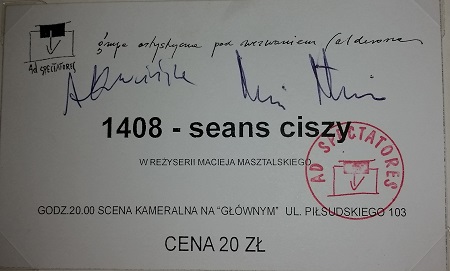 grupa artystyczna pod wezwaniem Calderona
AD SPECTATORES
1408 - seans ciszy
W REŻYSERII MACIEJA MASZTALSKIEGO
AD SPECTATORES
GODZ.20.00 SCENA KAMERALNA NA "GŁÓWNYM" UL. PIŁSUDSKIEGO 103
CENA 20 ZŁ